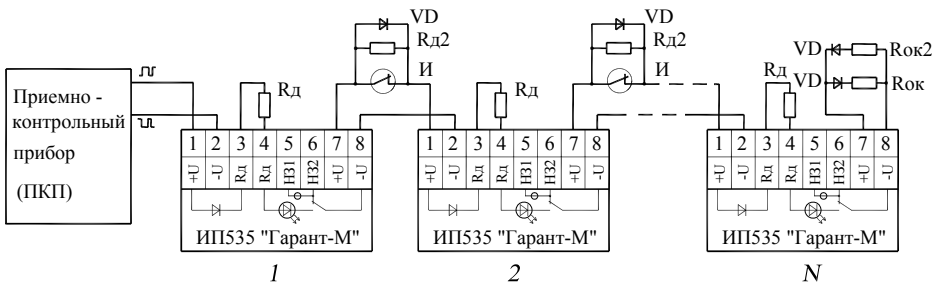 VD
Rд2
И
VD
Rд2
И
VD Rок2
VD Rок
Rд
Rд
Rд
Приемно -
контрольный
прибор
(ПКП)
1 2 3 4 5 6 7 8
+U -U Rд Rд НЗ1 НЗ2 +U -U
ИП535 "Гарант-М"
1
1 2 3 4 5 6 7 8
+U -U Rд Rд НЗ1 НЗ2 +U -U
ИП535 "Гарант-М"
2
1 2 3 4 5 6 7 8
+U -U Rд Rд НЗ1 НЗ2 +U -U
ИП535 "Гарант-М"
N